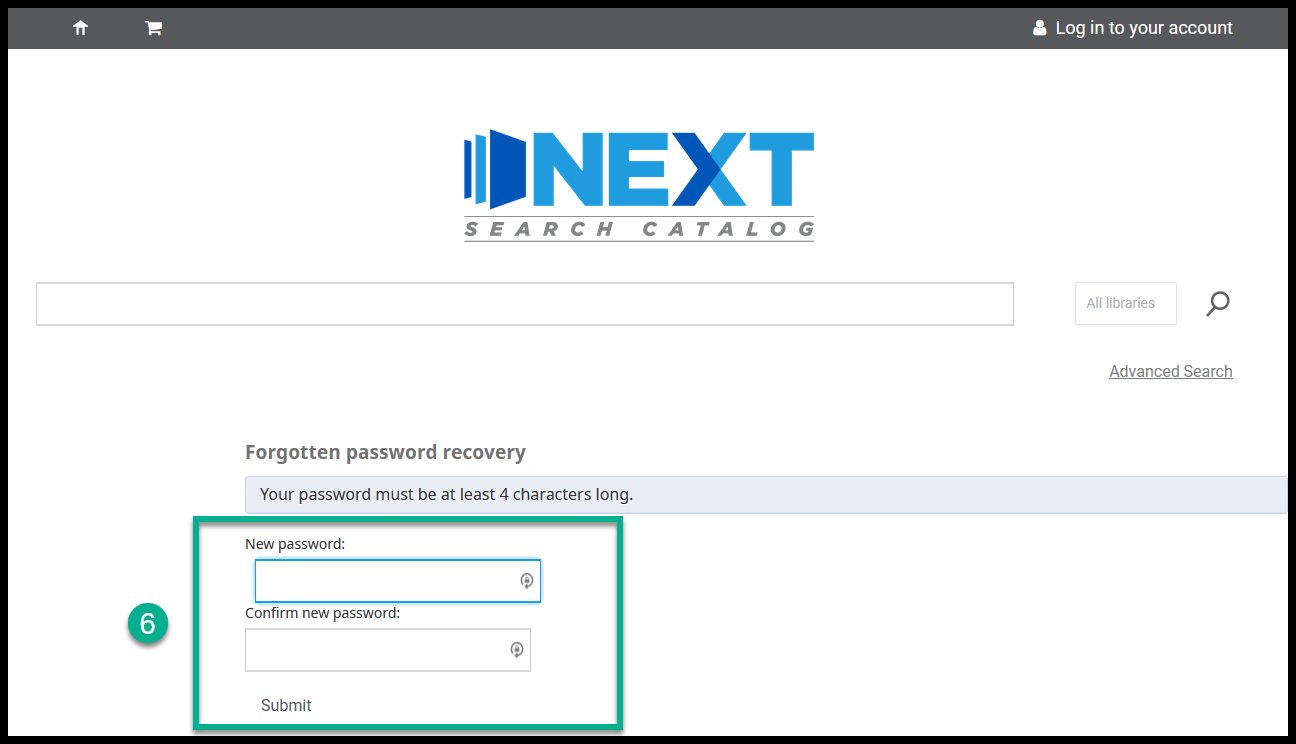 Log in to your account
NEXT
SEARCH CATALOG
All libraries
Advanced Search
Forgotten password recovery
Your password must be at least 4 characters long.
New password:
6
Confirm new password:
Submit